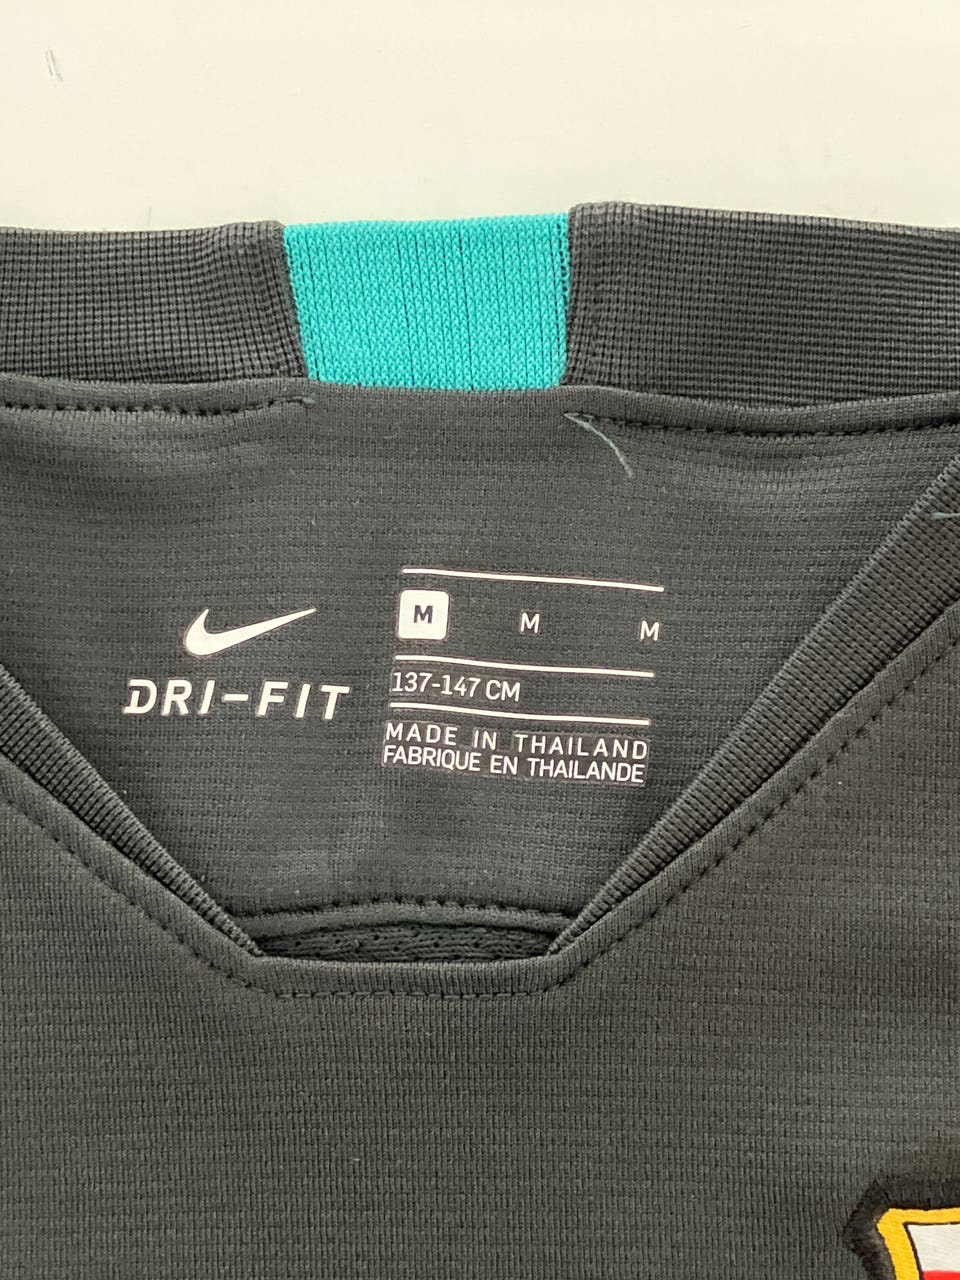 M M M
DRI-FIT
137-147 CM
MADE IN THAILAND
FABRIQUE EN THAILANDE